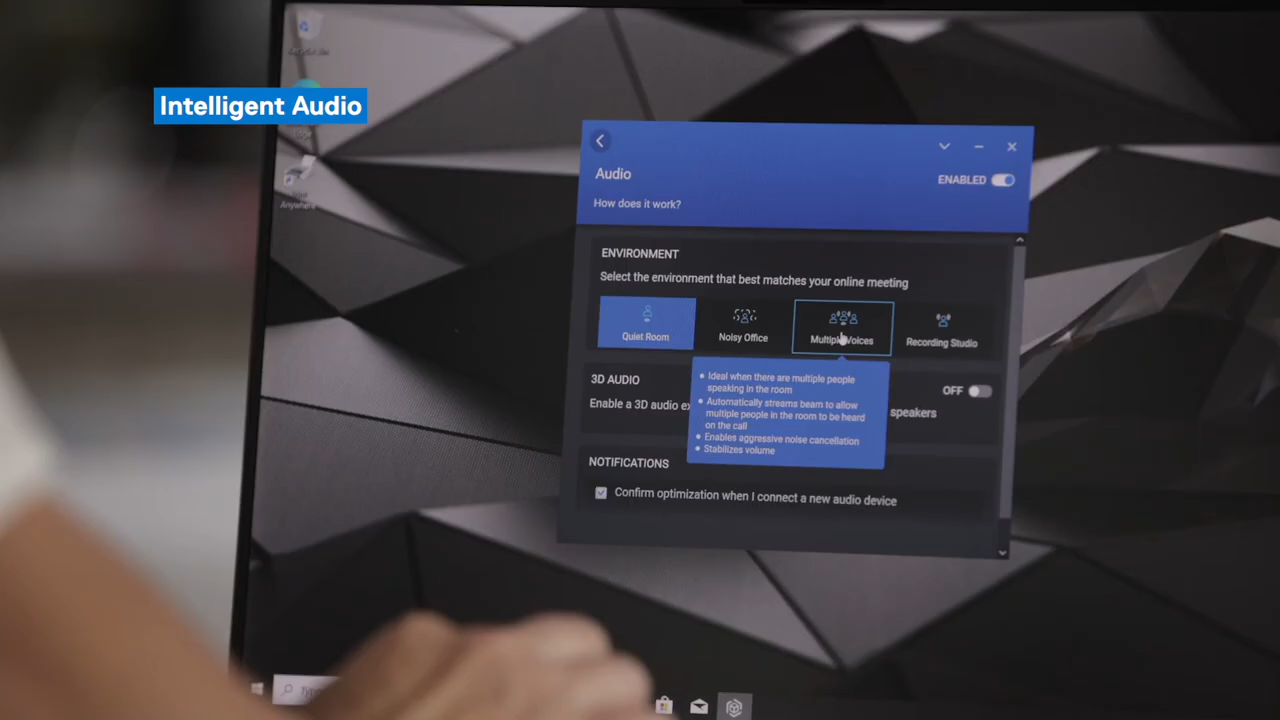 Intelligent Audio
Audio
ENABLED
How does it work?
ENVIRONMENT
Select the environment that best matches your online meeting
Quiet Room
Noisy Office
Multiple Voices
Recording Studio
Ideal when there are multiple people
speaking in the room
Automatically streams beam to allow
multiple people in the room to be heard
on the call
Enables aggressive noise cancellation
Stabilizes volume
3D AUDIO
OFF
Enable a 3D audio
speakers
NOTIFICATIONS
Confirm optimization when I connect a new audio device
Anywhere